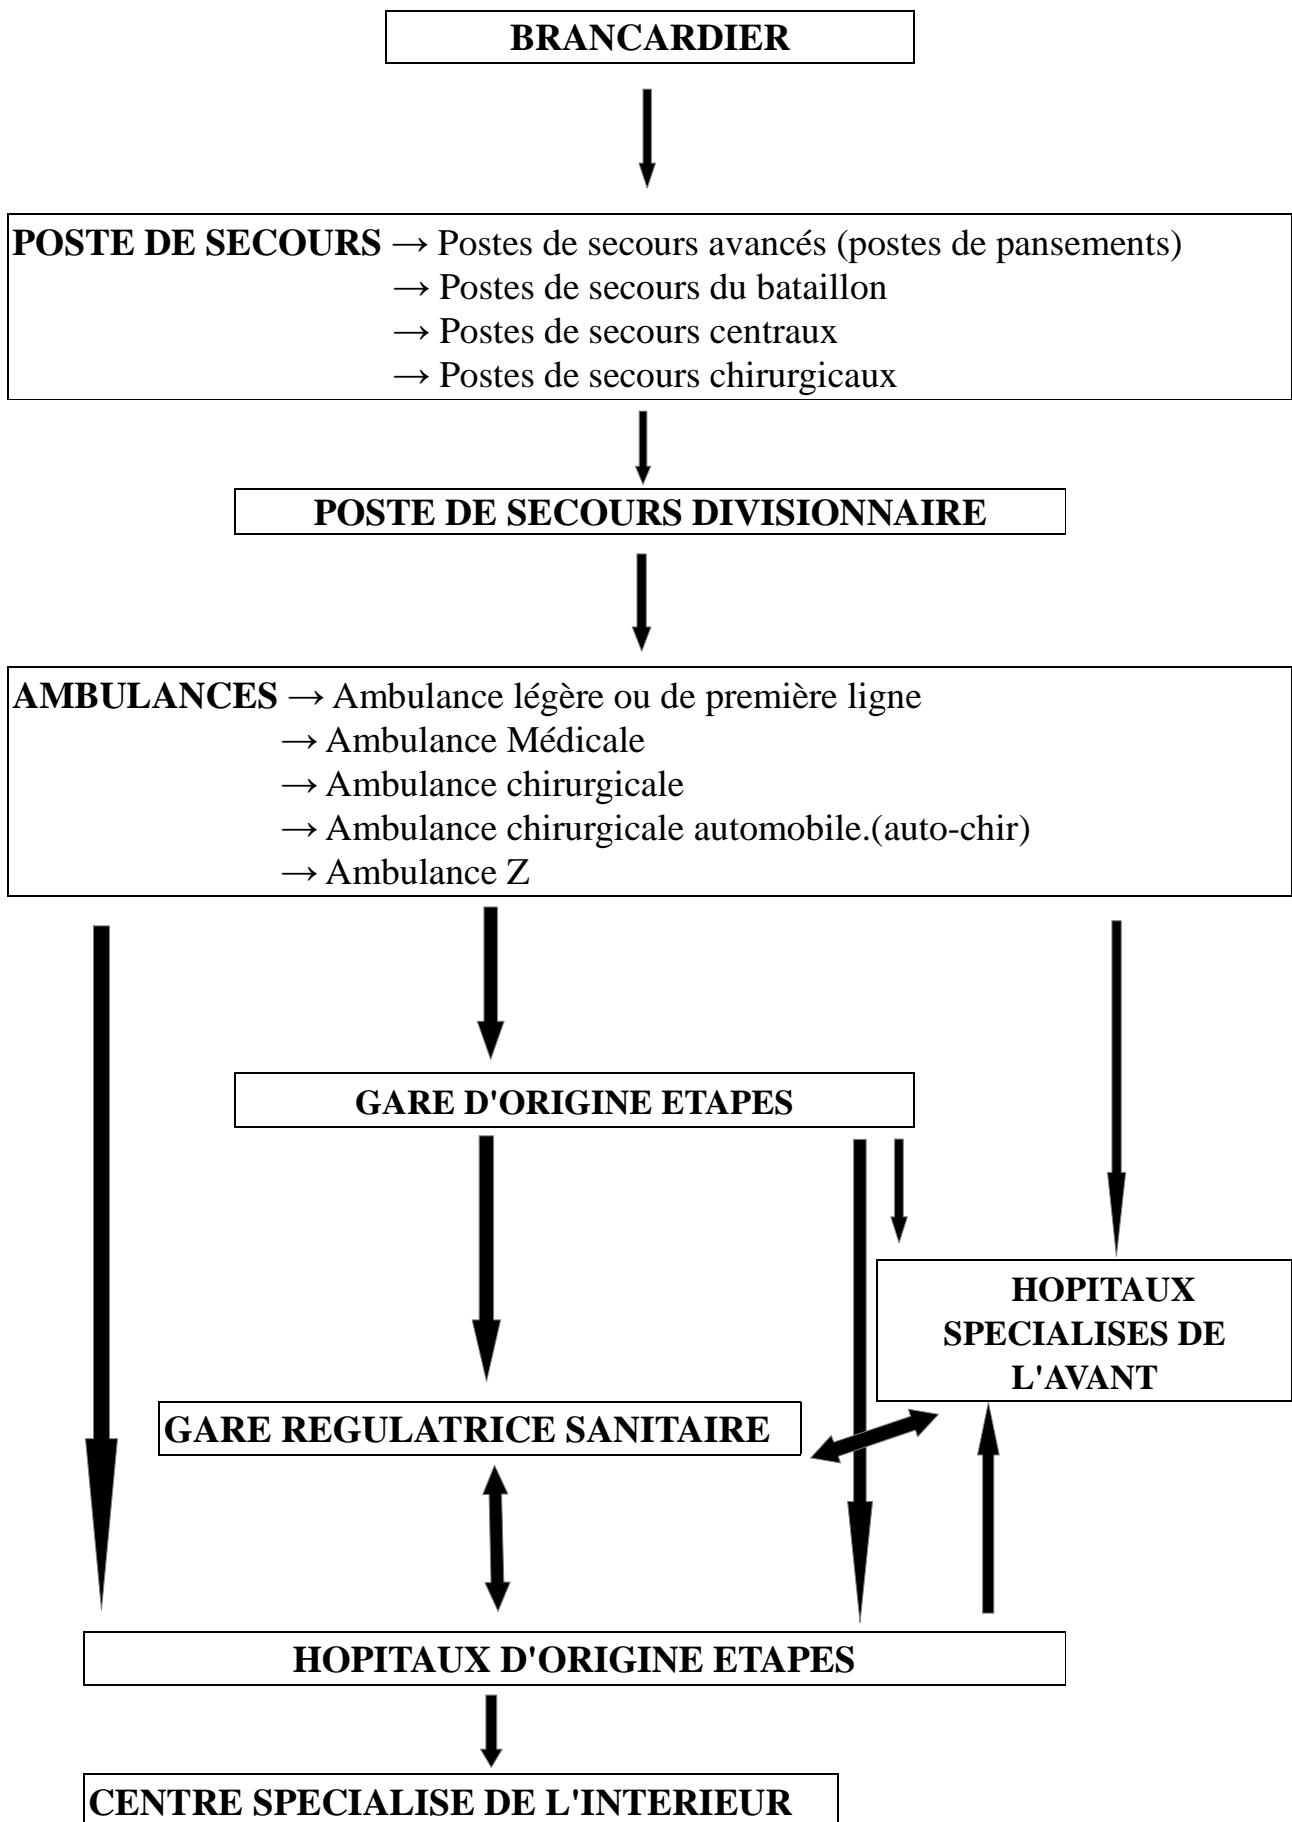 BRANCARDIER
POSTE DE SECOURS → Postes de secours avancés (postes de pansements)
→ Postes de secours du bataillon
→ Postes de secours centraux
→ Postes de secours chirurgicaux
POSTE DE SECOURS DIVISIONNAIRE
AMBULANCES → Ambulance légère ou de première ligne
→ Ambulance Médicale
→ Ambulance chirurgicale
→ Ambulance chirurgicale automobile.(auto-chir)
→ Ambulance Z
GARE D'ORIGINE ETAPES
HOPITAUX
SPECIALISES DE
L'AVANT
GARE REGULATRICE SANITAIRE
HOPITAUX D'ORIGINE ETAPES
CENTRE SPECIALISE DE L'INTERIEUR